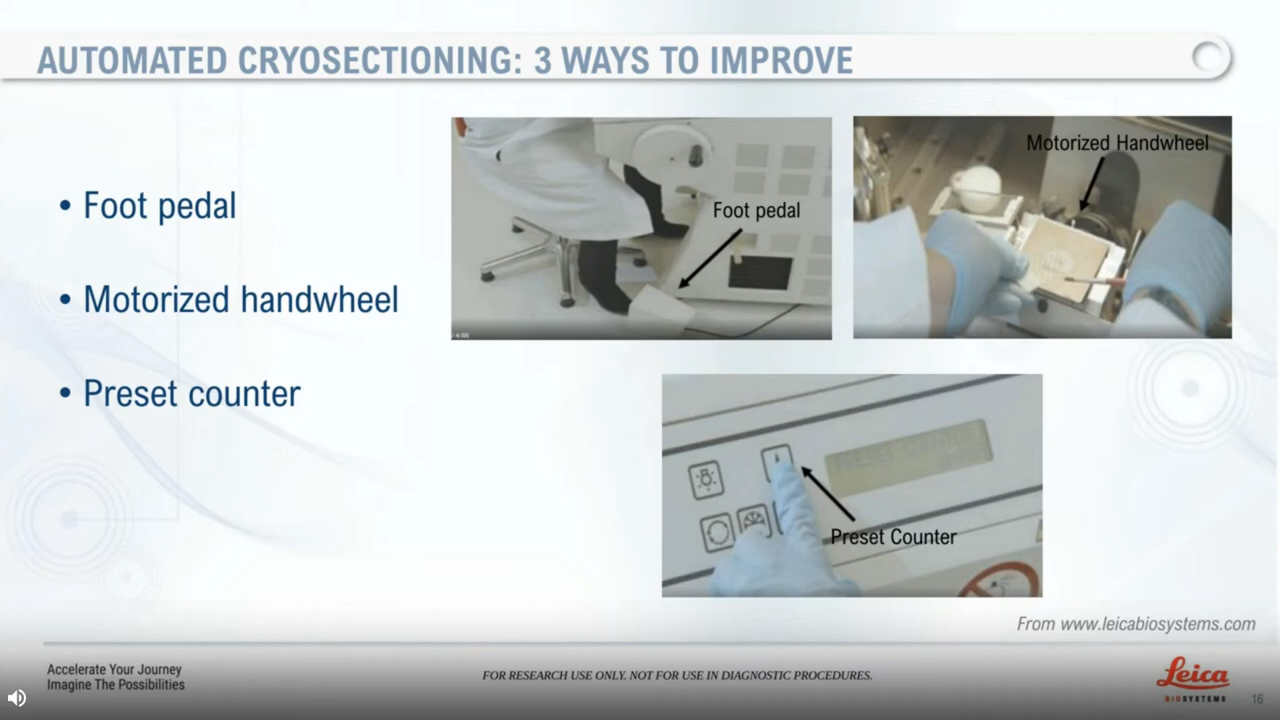 AUTOMATED CRYOSECTIONING: 3 WAYS TO IMPROVE
• Foot pedal
• Motorized handwheel
• Preset counter
Foot pedal
Motorized Handwheel
Preset Counter
From www.leicabiosystems.com
Accelerate Your Journey
Imagine The Possibilities
FOR RESEARCH USE ONLY. NOT FOR USE IN DIAGNOSTIC PROCEDURES.
Leica
BIOSYSTEMS
16